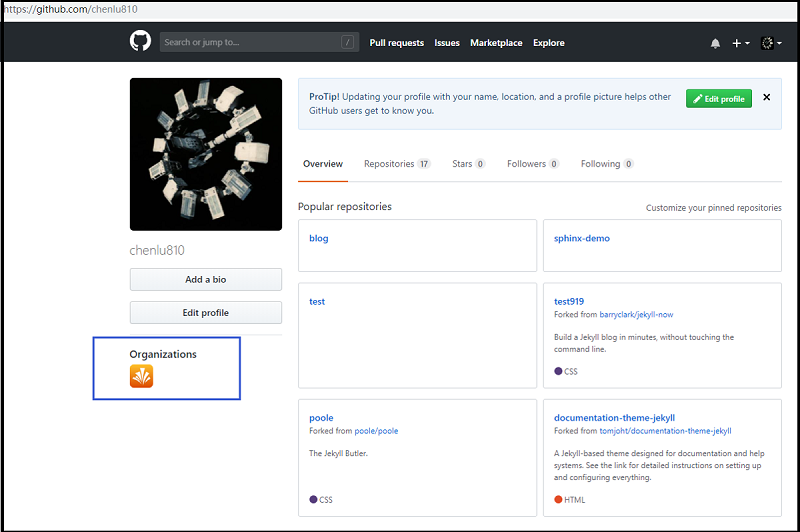 https://github.com/chenlu810
Search or jump to... /
Pull requests Issues Marketplace Explore
ProTip! Updating your profile with your name, location, and a profile picture helps other
GitHub users get to know you.
Edit profile
Overview Repositories 17 Stars 0 Followers 0 Following 0
Popular repositories
Customize your pinned repositories
chenlu810
Add a bio
Edit profile
Organizations
blog
sphinx-demo
test
test919
Forked from barryclark/jekyll-now
Build a Jekyll blog in minutes, without touching the
command line.
CSS
poole
Forked from poole/poole
The Jekyll Butler.
CSS
documentation-theme-jekyll
Forked from tomjoht/documentation-theme-jekyll
A Jekyll-based theme designed for documentation and help
systems. See the link for detailed instructions on setting up
and configuring everything.
HTML